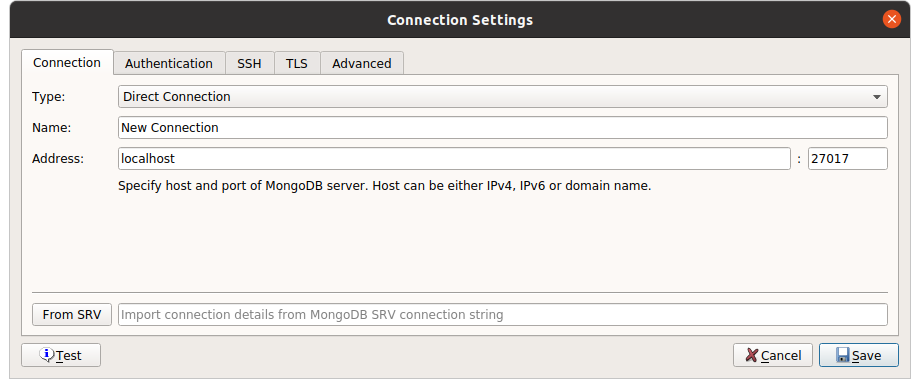 Connection Settings
Connection Authentication SSH TLS Advanced
Type: Direct Connection
Name: New Connection
Address: localhost : 27017
Specify host and port of MongoDB server. Host can be either IPv4, IPv6 or domain name.
From SRV Import connection details from MongoDB SRV connection string
Test Cancel Save